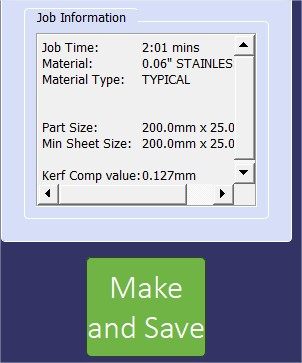 Job Information
Job Time: 2:01 mins
Material: 0.06" STAINLES
Material Type: TYPICAL
Part Size: 200.0mm x 25.0
Min Sheet Size: 200.0mm x 25.0
Kerf Comp value: 0.127mm
Make
and Save